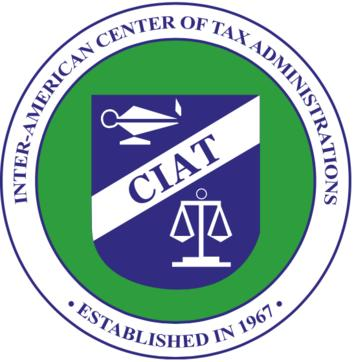 INTER-AMERICAN CENTER OF TAX ADMINISTRATIONS
CIAT
• ESTABLISHED IN 1967 •